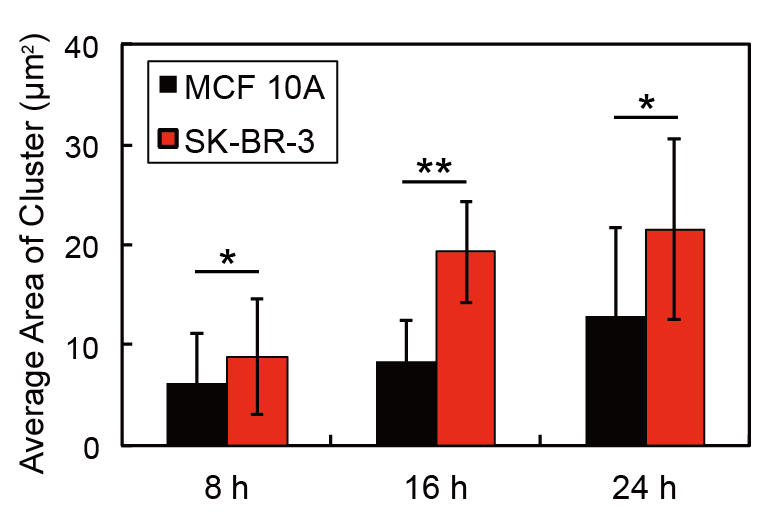 Average Area of Cluster (µm²)
40
30
20
10
0
MCF 10A
SK-BR-3
*
**
*
8 h
16 h
24 h